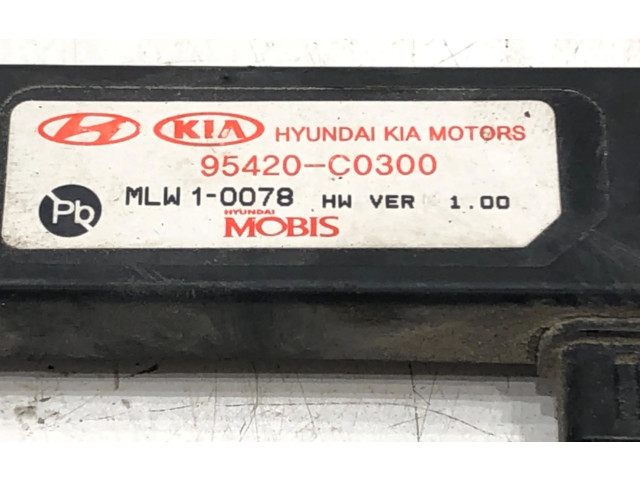 KIA HYUNDAI KIA MOTORS
95420-C0300
Pb MLW 1-0078 HW VER 1.00
HYUNDAI
MOBIS